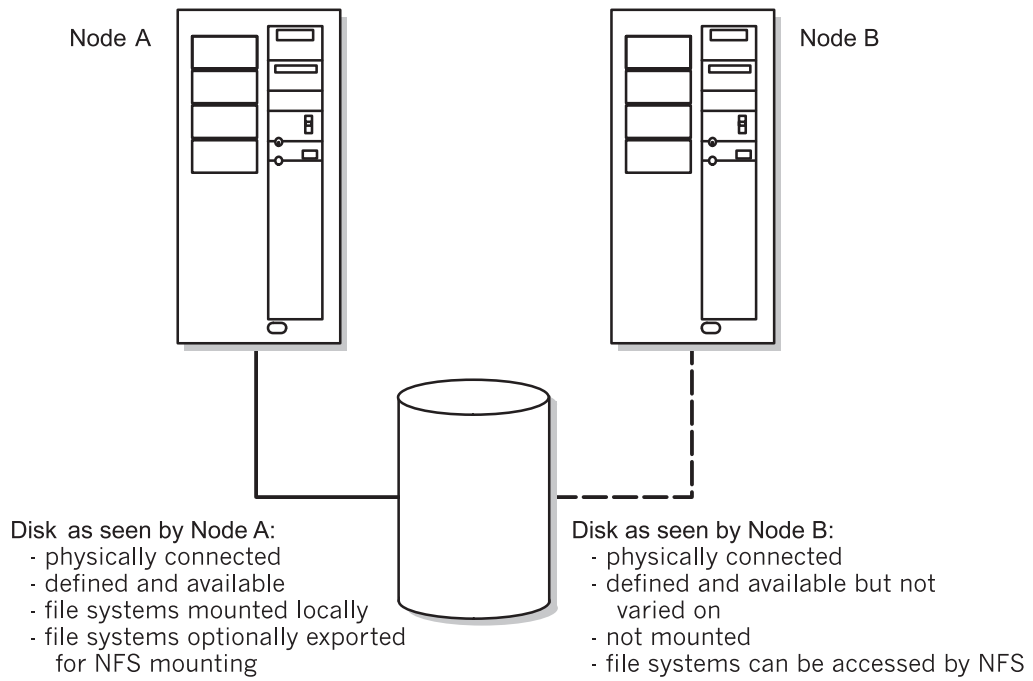 Node A
Node B
Disk as seen by Node A:
- physically connected
- defined and available
- file systems mounted locally
- file systems optionally exported
for NFS mounting
Disk as seen by Node B:
- physically connected
- defined and available but not
varied on
- not mounted
- file systems can be accessed by NFS